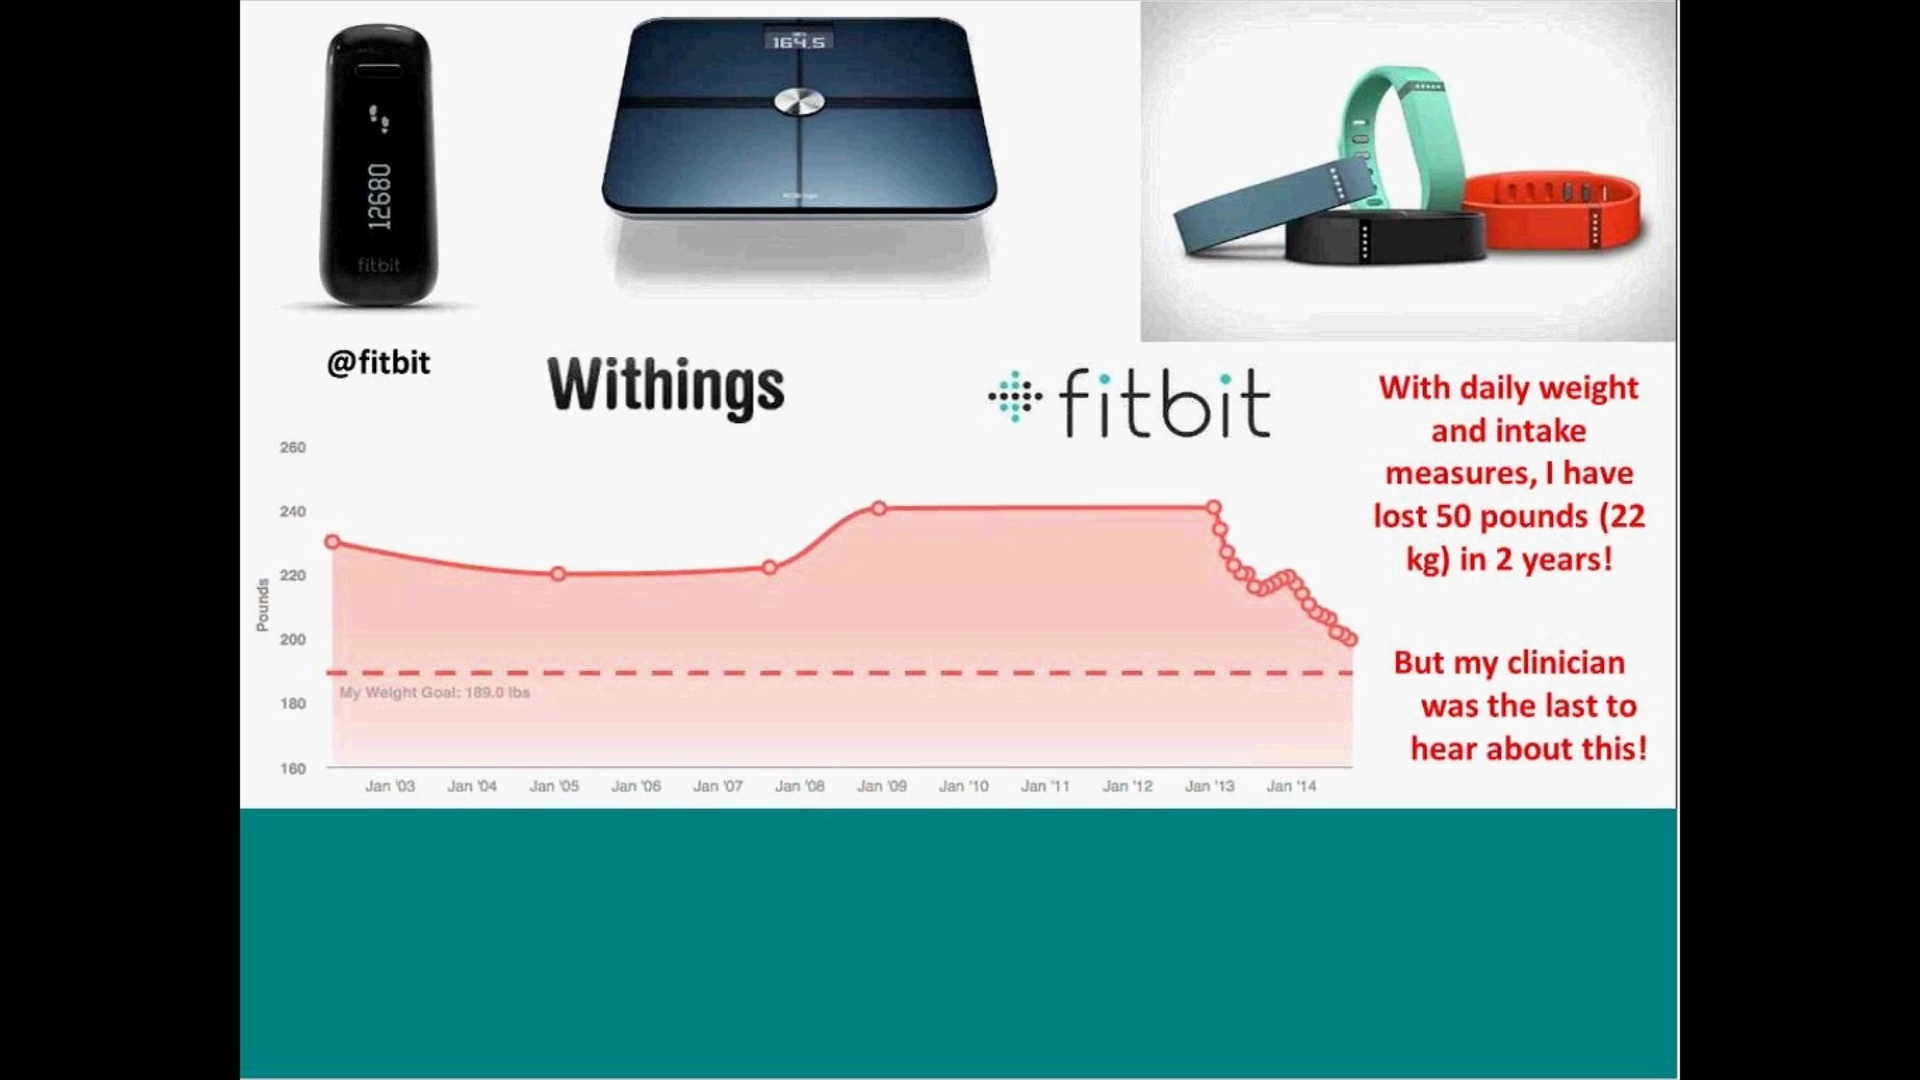 164.5
12680
fitbit
@fitbit
Withings
fitbit
With daily weight
and intake
measures, I have
lost 50 pounds (22
kg) in 2 years!
But my clinician
was the last to
hear about this!
260
240
220
200
180
160
Pounds
My Weight Goal: 189.0 lbs
Jan '03 Jan '04 Jan '05 Jan '06 Jan '07 Jan '08 Jan '09 Jan '10 Jan '11 Jan '12 Jan '13 Jan '14